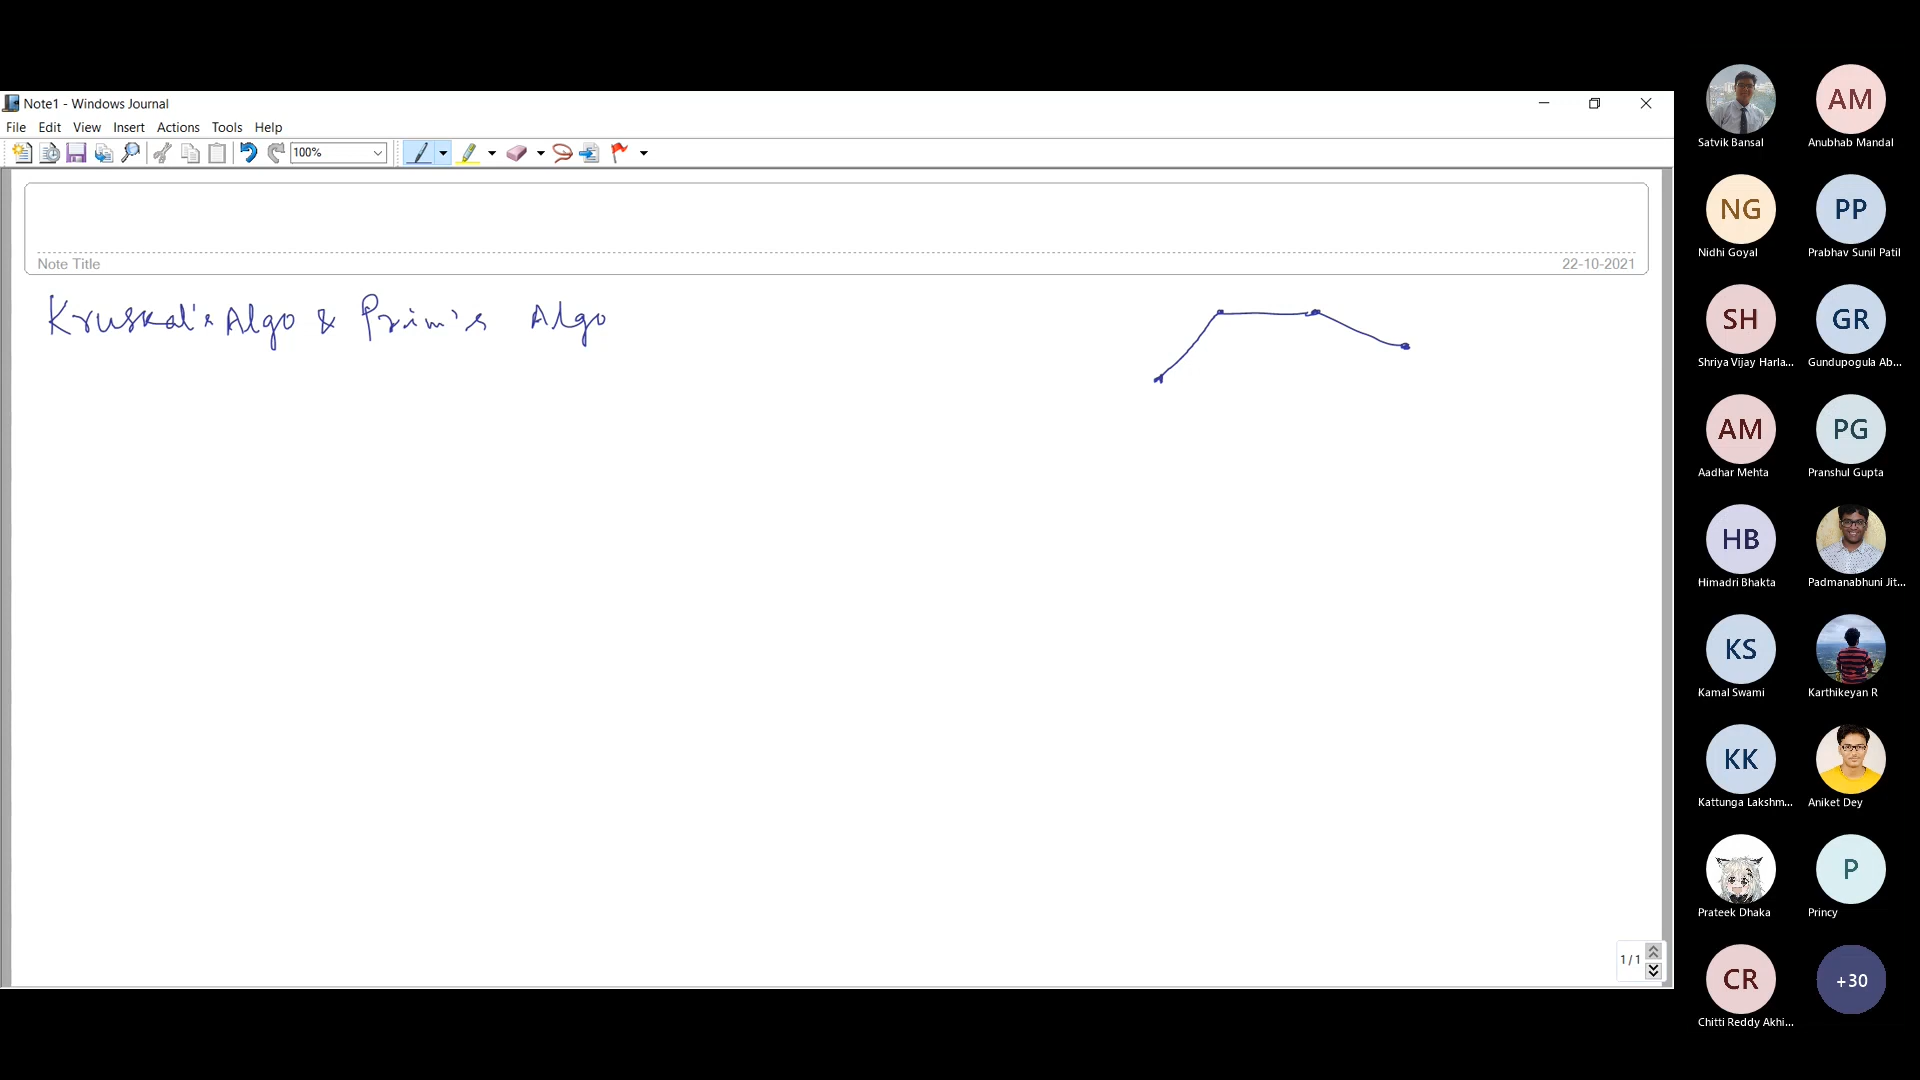 Note1 - Windows Journal
File Edit View Insert Actions Tools Help
100%
Note Title
22-10-2021
Kruskal's Algo & Prim's Algo
1 / 1
Satvik Bansal
AM
Anubhab Mandal
NG
Nidhi Goyal
PP
Prabhav Sunil Patil
SH
Shriya Vijay Harla...
GR
Gundupogula Ab...
AM
Aadhar Mehta
PG
Pranshul Gupta
HB
Himadri Bhakta
Padmanabhuni Jit...
KS
Kamal Swami
Karthikeyan R
KK
Kattunga Lakshm...
Aniket Dey
Prateek Dhaka
P
Princy
CR
Chitti Reddy Akhi...
+30